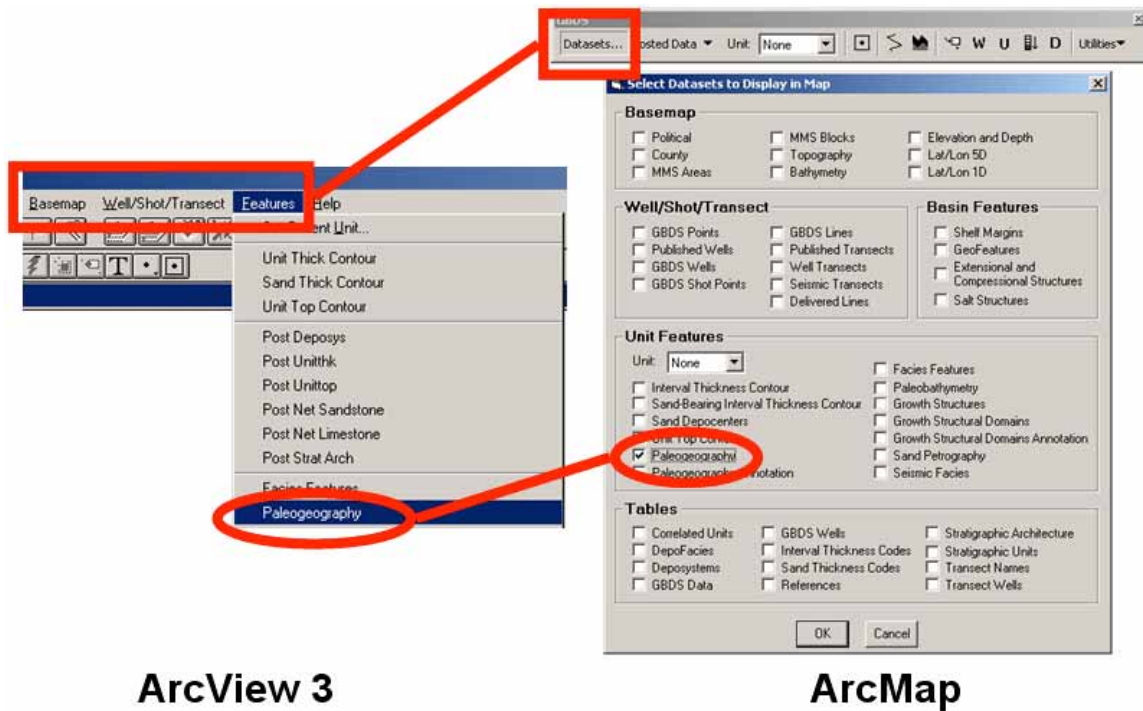 GBDS
Datasets... Posted Data Unit: None W U D Utilities
Select Datasets to Display in Map
Basemap
Political MMS Blocks Elevation and Depth
County Topography Lat/Lon 5D
MMS Areas Bathymetry Lat/Lon 1D
Well/Shot/Transect
GBDS Points GBDS Lines
Published Wells Published Transects
GBDS Wells Well Transects
GBDS Shot Points Seismic Transects
Delivered Lines
Basin Features
Shelf Margins
GeoFeatures
Extensional and
Compressional Structures
Salt Structures
Unit Features
Unit: None
Interval Thickness Contour
Sand-Bearing Interval Thickness Contour
Sand Depocenters
Unit Top Contour
Paleogeography
Paleogeography Annotation
Facies Features
Paleobathymetry
Growth Structures
Growth Structural Domains
Growth Structural Domains Annotation
Sand Petrography
Seismic Facies
Tables
Correlated Units GBDS Wells Stratigraphic Architecture
DepoFacies Interval Thickness Codes Stratigraphic Units
Deposystems Sand Thickness Codes Transect Names
GBDS Data References Transect Wells
OK Cancel
Basemap Well/Shot/Transect Features Help
Unit...
T
Unit Thick Contour
Sand Thick Contour
Unit Top Contour
Post Deposys
Post Unitthk
Post Unittop
Post Net Sandstone
Post Net Limestone
Post Strat Arch
Facies Features
Paleogeography
ArcView 3
ArcMap